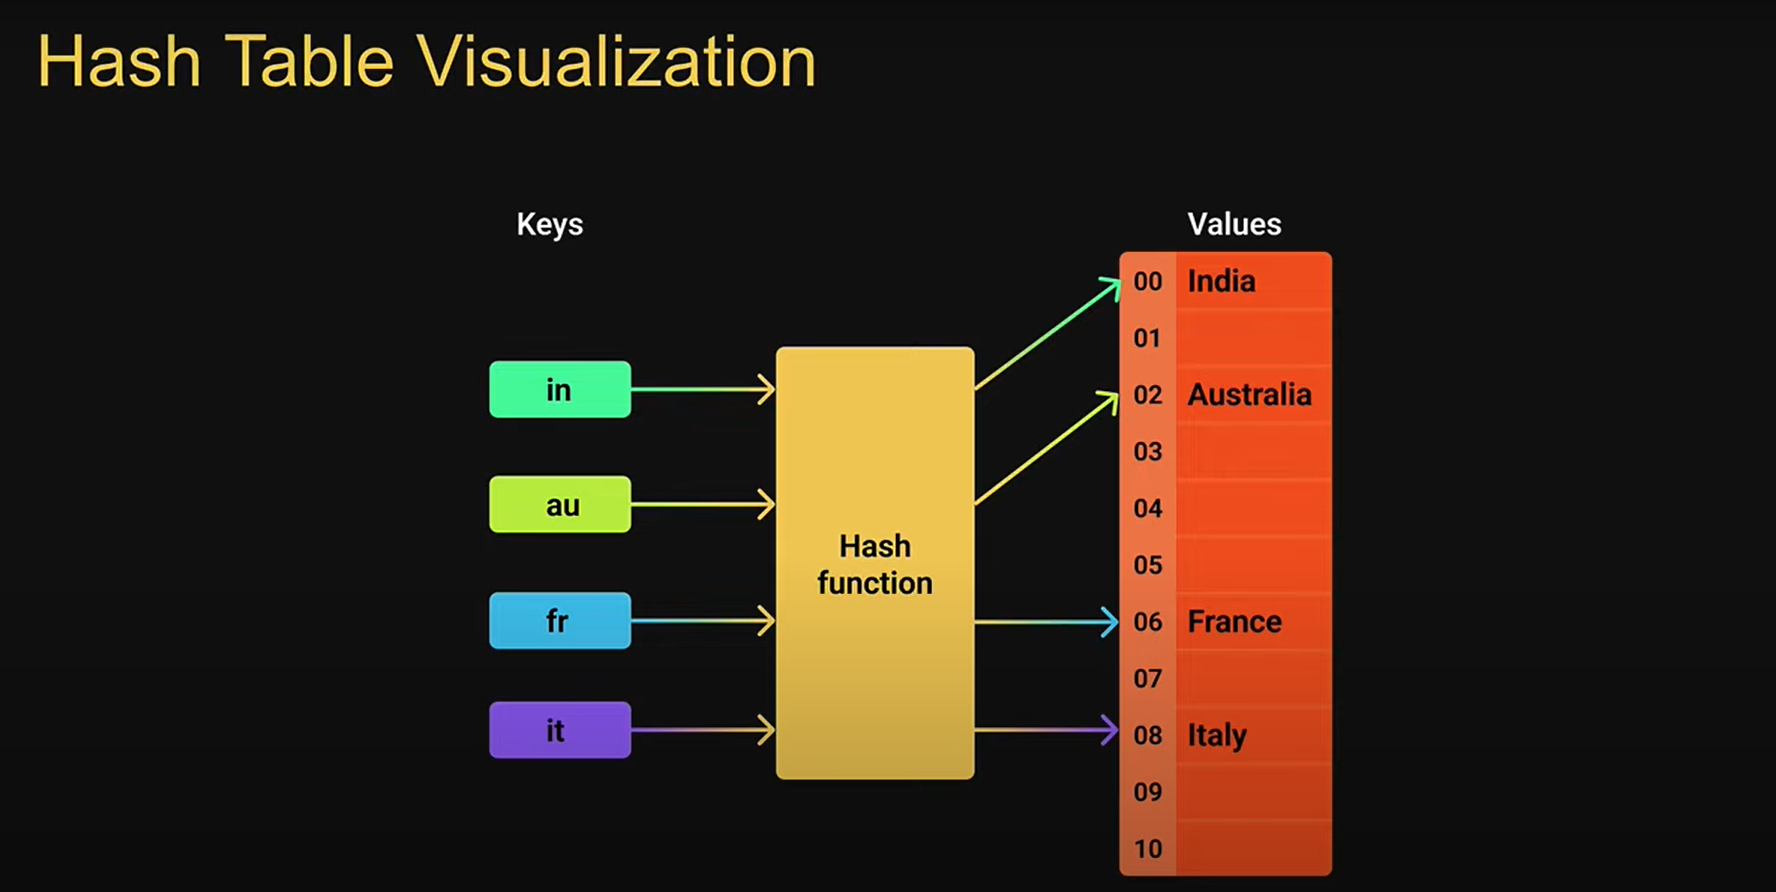 Hash Table Visualization
Keys
Values
in
au
fr
it
Hash
function
00 India
01
02 Australia
03
04
05
06 France
07
08 Italy
09
10